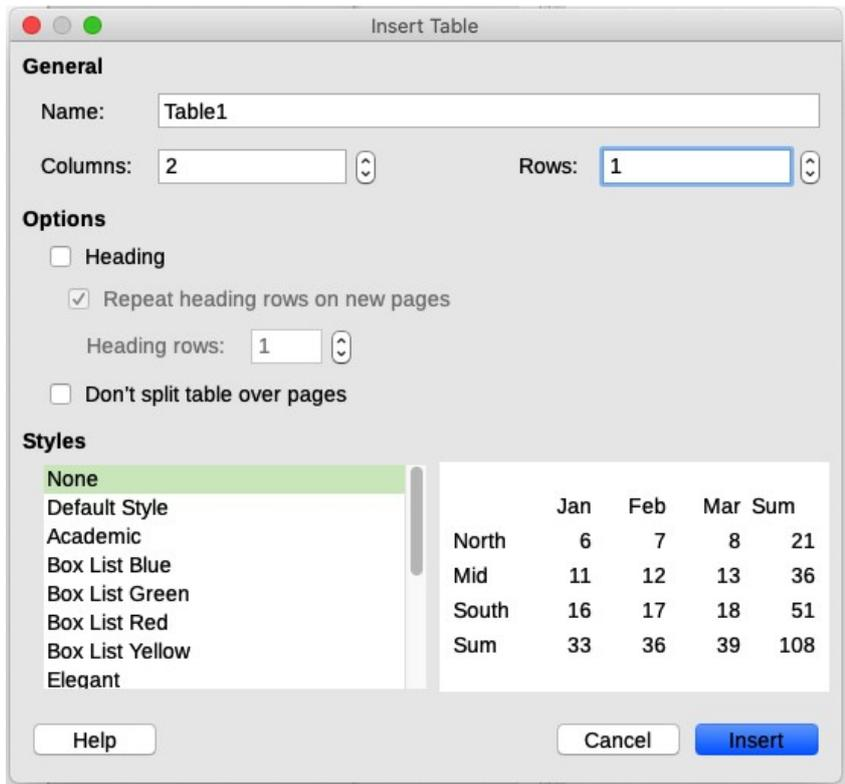 Insert Table
General
Name: Table1
Columns: 2 Rows: 1
Options
Heading
Repeat heading rows on new pages
Heading rows: 1
Don't split table over pages
Styles
None
Default Style
Academic
Box List Blue
Box List Green
Box List Red
Box List Yellow
Elegant
Jan Feb Mar Sum
North 6 7 8 21
Mid 11 12 13 36
South 16 17 18 51
Sum 33 36 39 108
Help Cancel Insert